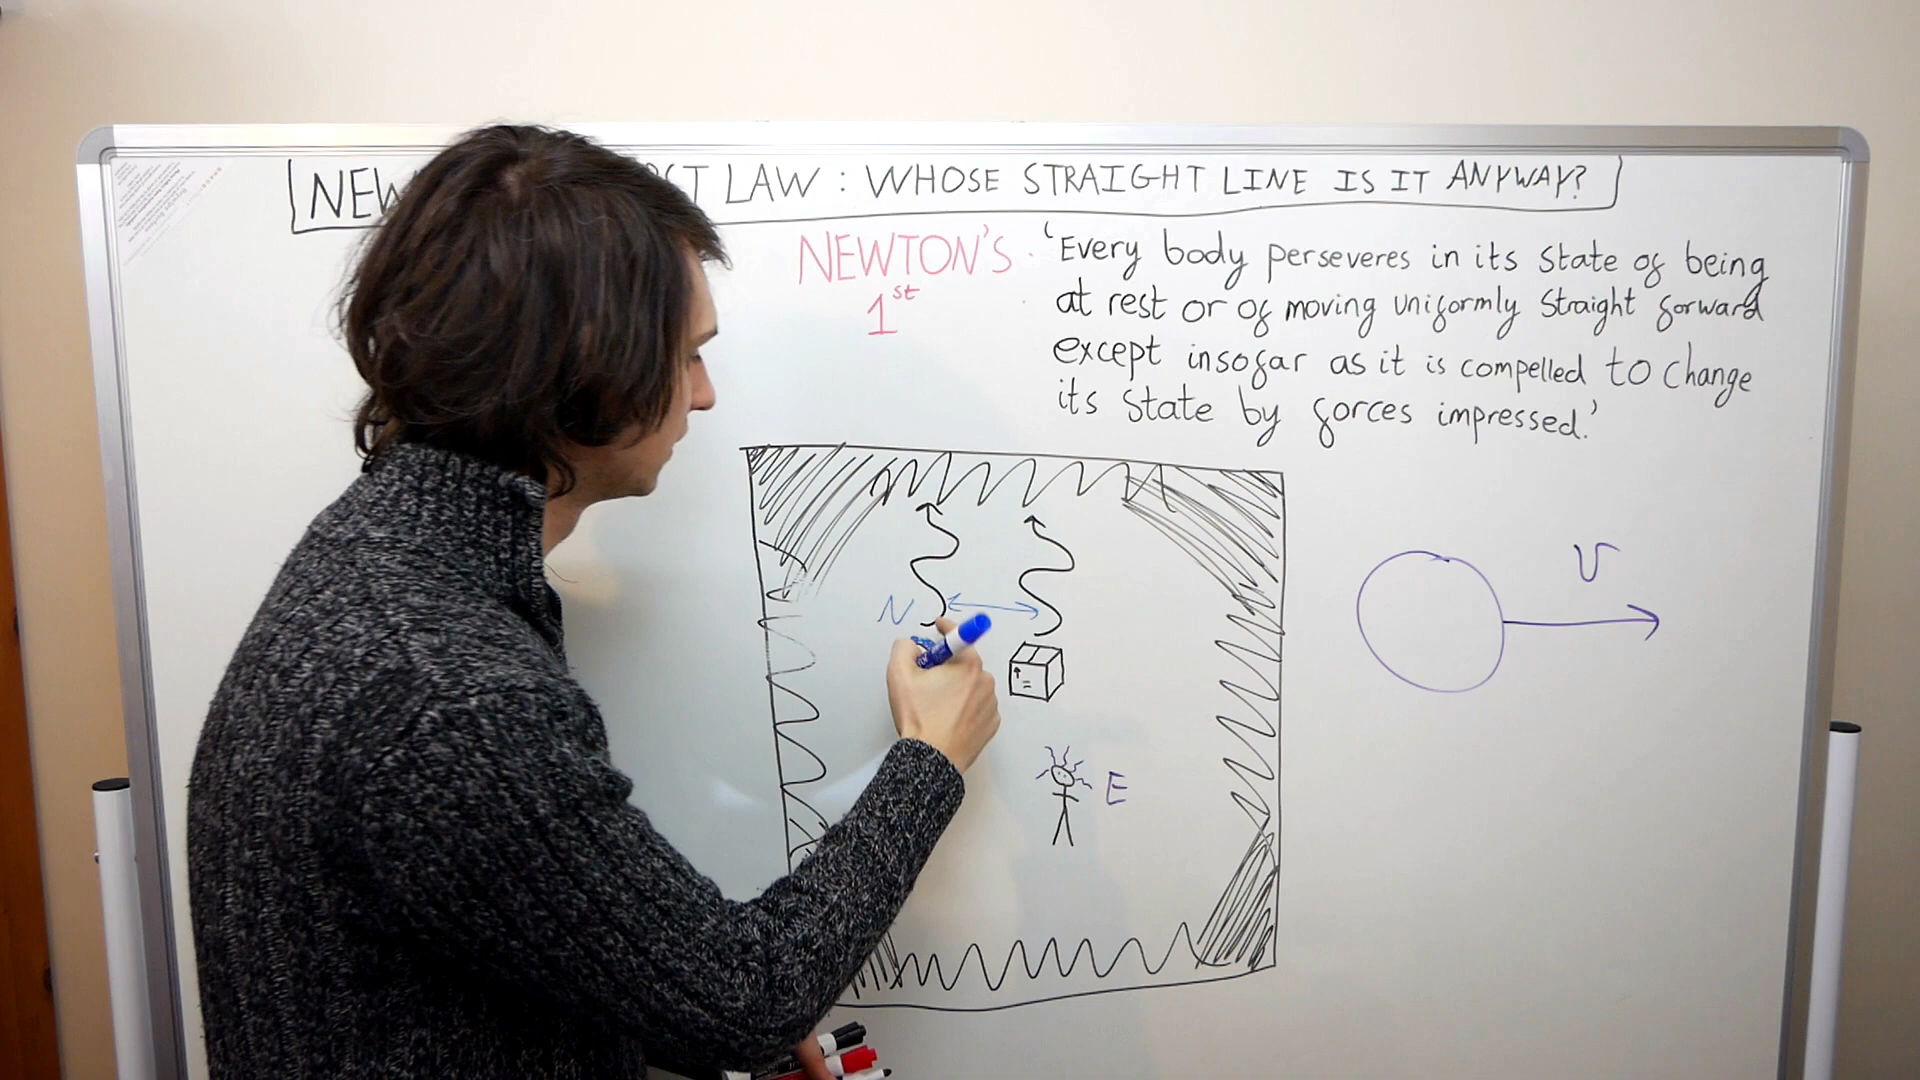 NEW ST LAW : WHOSE STRAIGHT LINE IS IT ANYWAY?
NEWTON'S
1st
'Every body perseveres in its state of being
at rest or of moving uniformly straight forward
except insofar as it is compelled to change
its state by forces impressed.'
v
N
E